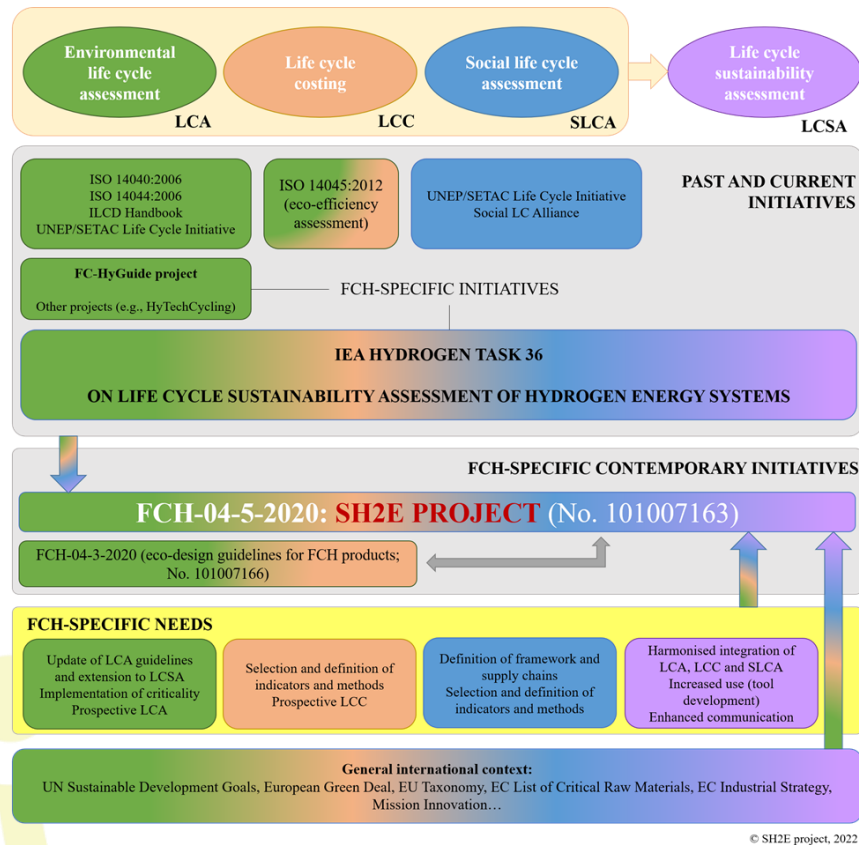 Environmental
life cycle
assessment
LCA
Life cycle
costing
LCC
Social life cycle
assessment
SLCA
Life cycle
sustainability
assessment
LCSA
ISO 14040:2006
ISO 14044:2006
ILCD Handbook
UNEP/SETAC Life Cycle Initiative
ISO 14045:2012
(eco-efficiency
assessment)
UNEP/SETAC Life Cycle Initiative
Social LC Alliance
PAST AND CURRENT
INITIATIVES
FC-HyGuide project
Other projects (e.g., HyTechCycling)
FCH-SPECIFIC INITIATIVES
IEA HYDROGEN TASK 36
ON LIFE CYCLE SUSTAINABILITY ASSESSMENT OF HYDROGEN ENERGY SYSTEMS
FCH-SPECIFIC CONTEMPORARY INITIATIVES
FCH-04-5-2020: SH2E PROJECT (No. 101007163)
FCH-04-3-2020 (eco-design guidelines for FCH products;
No. 101007166)
FCH-SPECIFIC NEEDS
Update of LCA guidelines
and extension to LCSA
Implementation of criticality
Prospective LCA
Selection and definition of
indicators and methods
Prospective LCC
Definition of framework and
supply chains
Selection and definition of
indicators and methods
Harmonised integration of
LCA, LCC and SLCA
Increased use (tool
development)
Enhanced communication
General international context:
UN Sustainable Development Goals, European Green Deal, EU Taxonomy, EC List of Critical Raw Materials, EC Industrial Strategy,
Mission Innovation…
© SH2E project, 2022